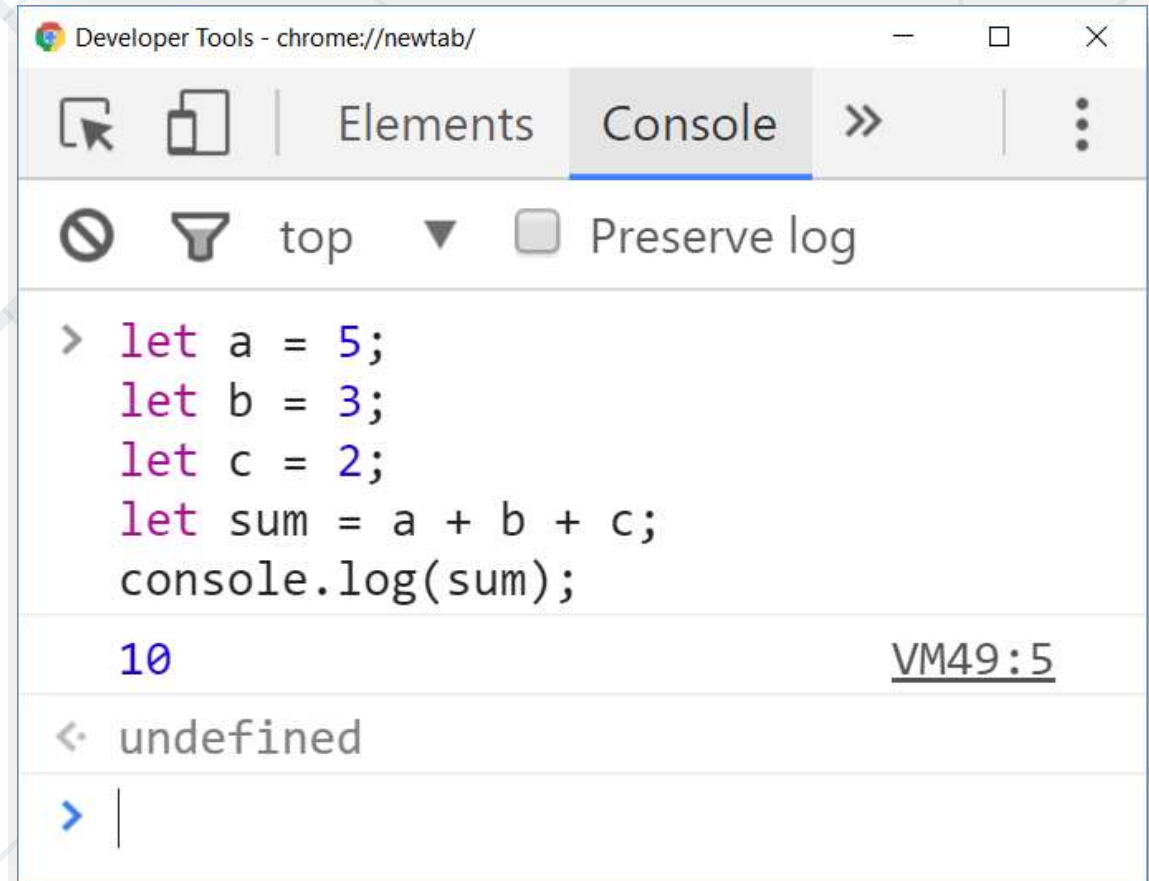 Developer Tools - chrome://newtab/
Elements Console
top Preserve log
> let a = 5;
let b = 3;
let c = 2;
let sum = a + b + c;
console.log(sum);
10 VM49:5
undefined
>